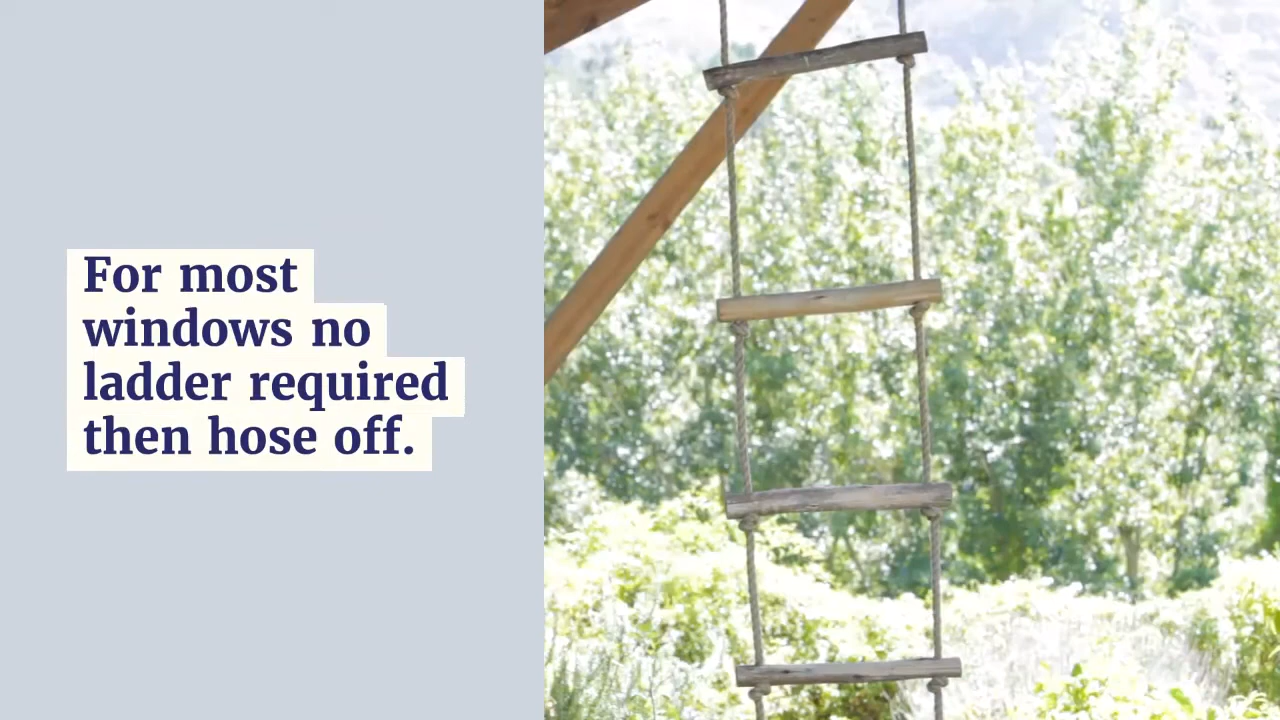 For most
windows no
ladder required
then hose off.